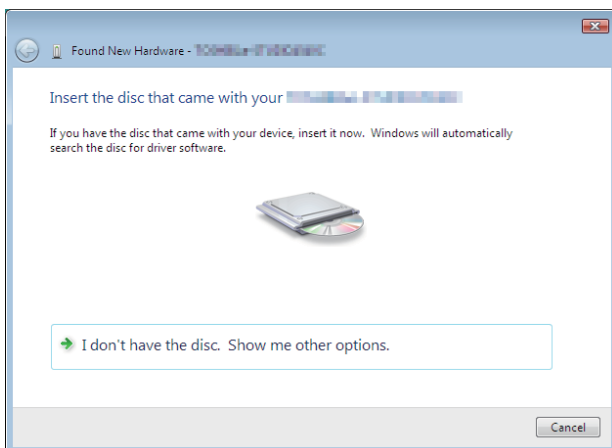 Found New Hardware -
Insert the disc that came with your
If you have the disc that came with your device, insert it now. Windows will automatically
search the disc for driver software.
I don't have the disc. Show me other options.
Cancel